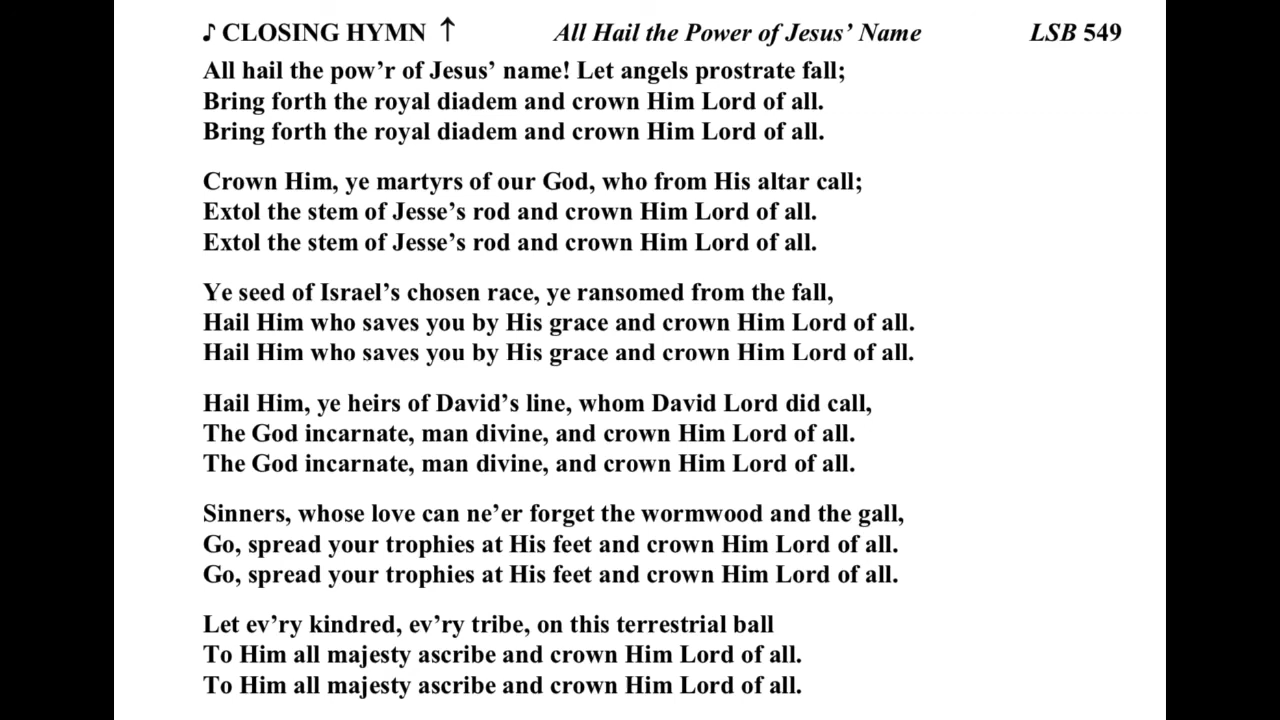 ♪ CLOSING HYMN ↑ All Hail the Power of Jesus’ Name LSB 549
All hail the pow’r of Jesus’ name! Let angels prostrate fall;
Bring forth the royal diadem and crown Him Lord of all.
Bring forth the royal diadem and crown Him Lord of all.
Crown Him, ye martyrs of our God, who from His altar call;
Extol the stem of Jesse’s rod and crown Him Lord of all.
Extol the stem of Jesse’s rod and crown Him Lord of all.
Ye seed of Israel’s chosen race, ye ransomed from the fall,
Hail Him who saves you by His grace and crown Him Lord of all.
Hail Him who saves you by His grace and crown Him Lord of all.
Hail Him, ye heirs of David’s line, whom David Lord did call,
The God incarnate, man divine, and crown Him Lord of all.
The God incarnate, man divine, and crown Him Lord of all.
Sinners, whose love can ne’er forget the wormwood and the gall,
Go, spread your trophies at His feet and crown Him Lord of all.
Go, spread your trophies at His feet and crown Him Lord of all.
Let ev’ry kindred, ev’ry tribe, on this terrestrial ball
To Him all majesty ascribe and crown Him Lord of all.
To Him all majesty ascribe and crown Him Lord of all.